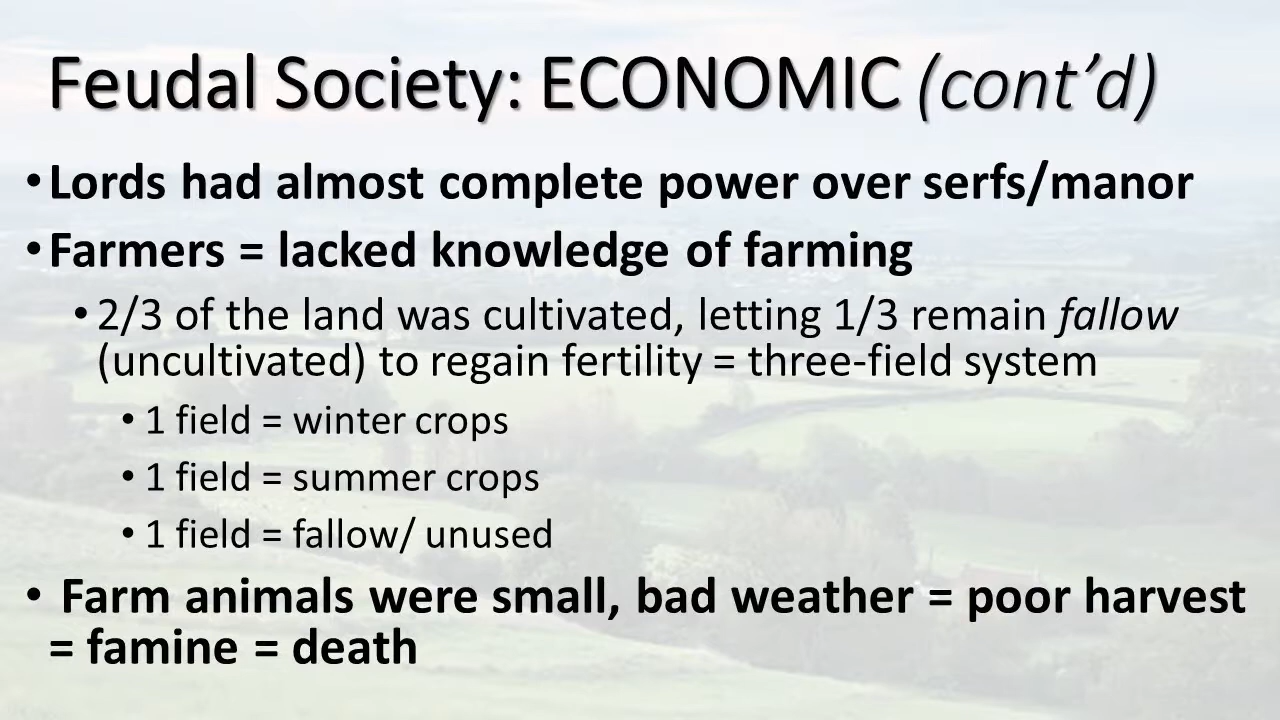 Feudal Society: ECONOMIC (cont’d)
•Lords had almost complete power over serfs/manor
•Farmers = lacked knowledge of farming
•2/3 of the land was cultivated, letting 1/3 remain fallow
(uncultivated) to regain fertility = three-field system
•1 field = winter crops
•1 field = summer crops
•1 field = fallow/ unused
• Farm animals were small, bad weather = poor harvest
= famine = death